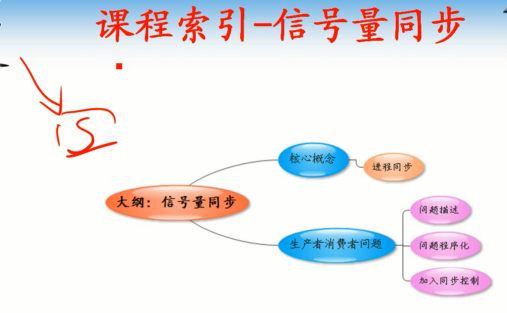 课程索引-信号量同步
核心概念
进程同步
大纲：信号量同步
问题描述
生产者消费者问题
问题程序化
加入同步控制